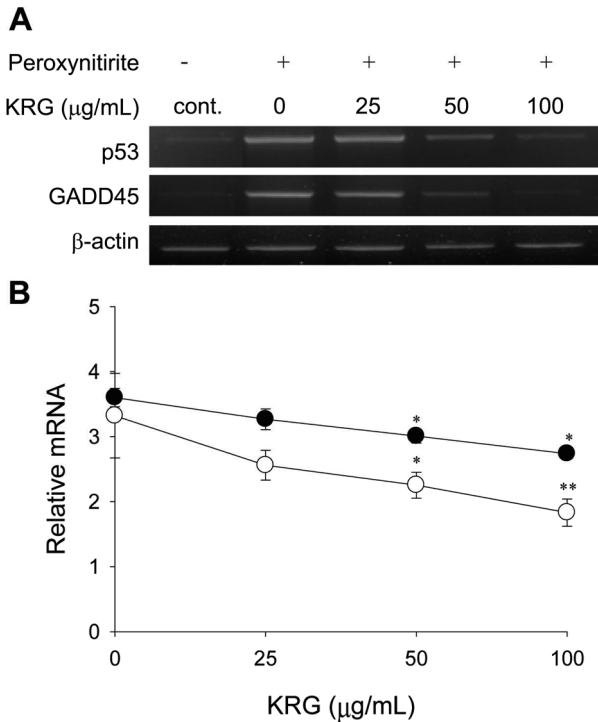 A
Peroxynitirite - + + + +
KRG (μg/mL) cont. 0 25 50 100
p53
GADD45
β-actin
B
5
4
3
2
1
0
Relative mRNA
* *
* **
0 25 50 100
KRG (μg/mL)